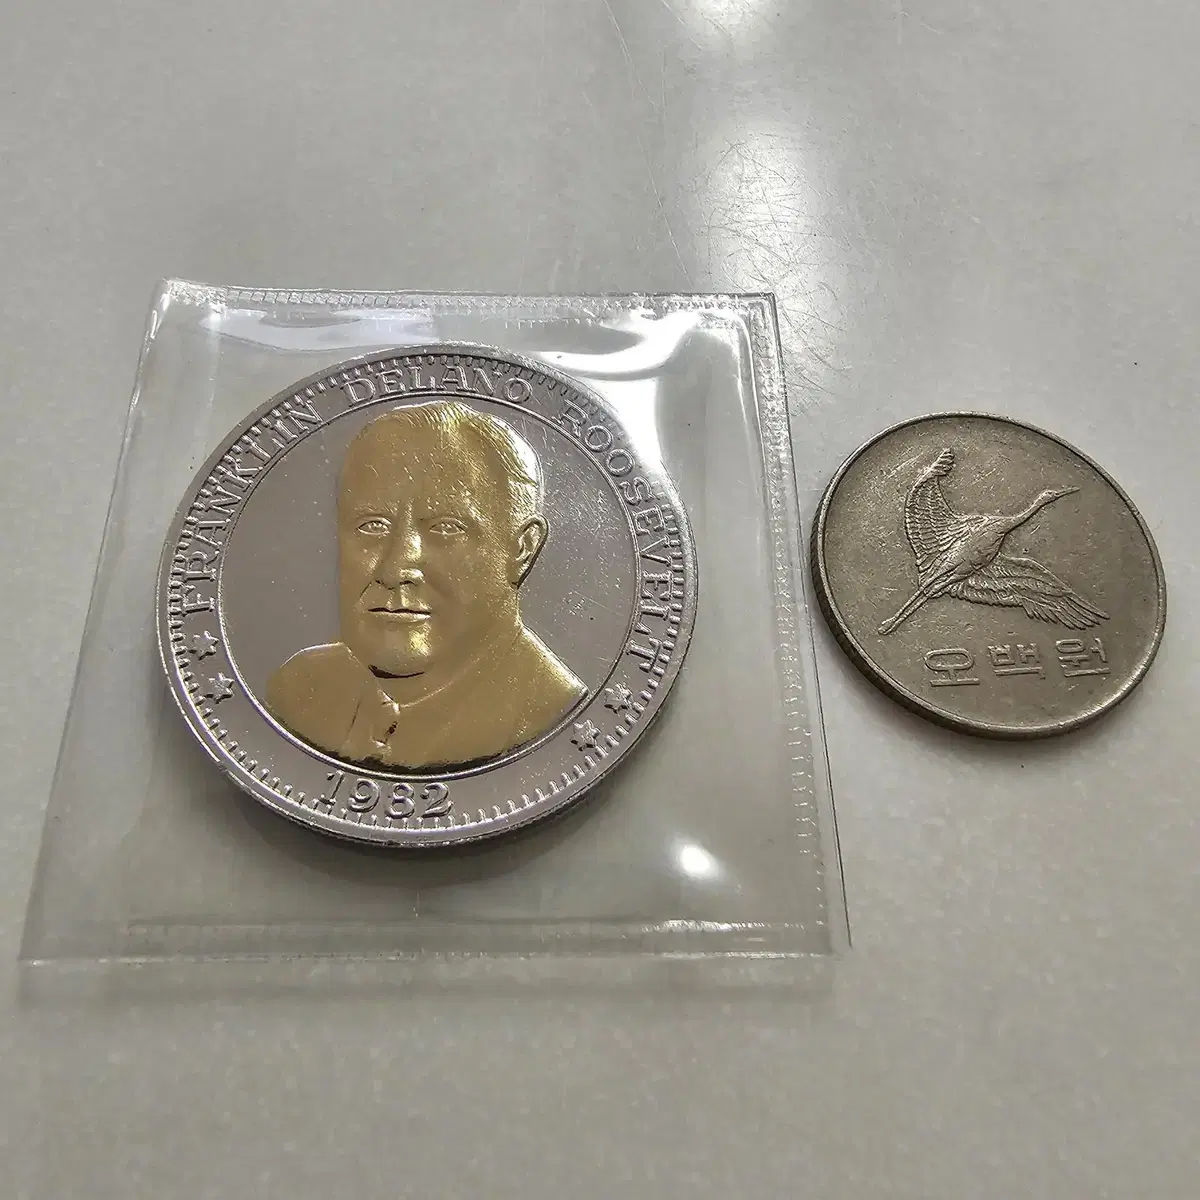 FRANKLIN DELANO ROOSEVELT
1982
오백원